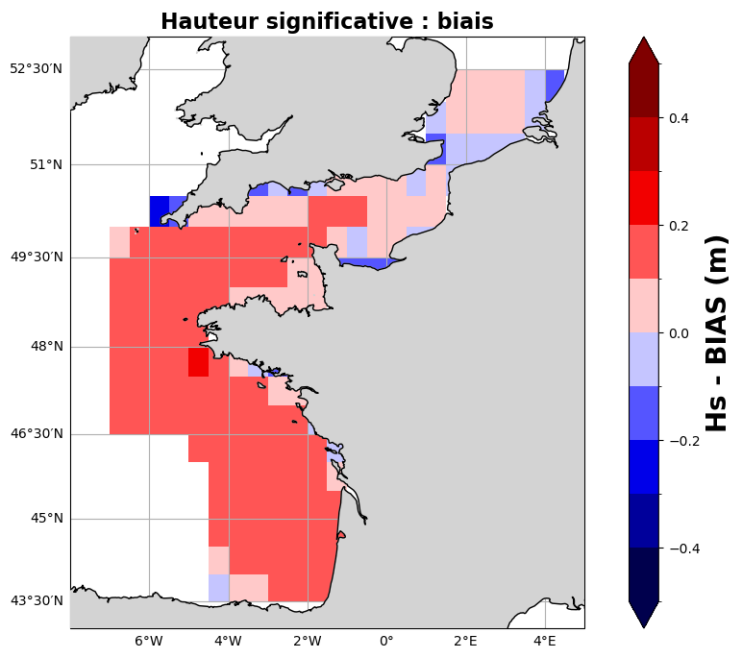 Hauteur significative : biais
52°30′N
51°N
49°30′N
48°N
46°30′N
45°N
43°30′N
6°W 4°W 2°W 0° 2°E 4°E
0.4
0.2
0.0
−0.2
−0.4
Hs - BIAS (m)